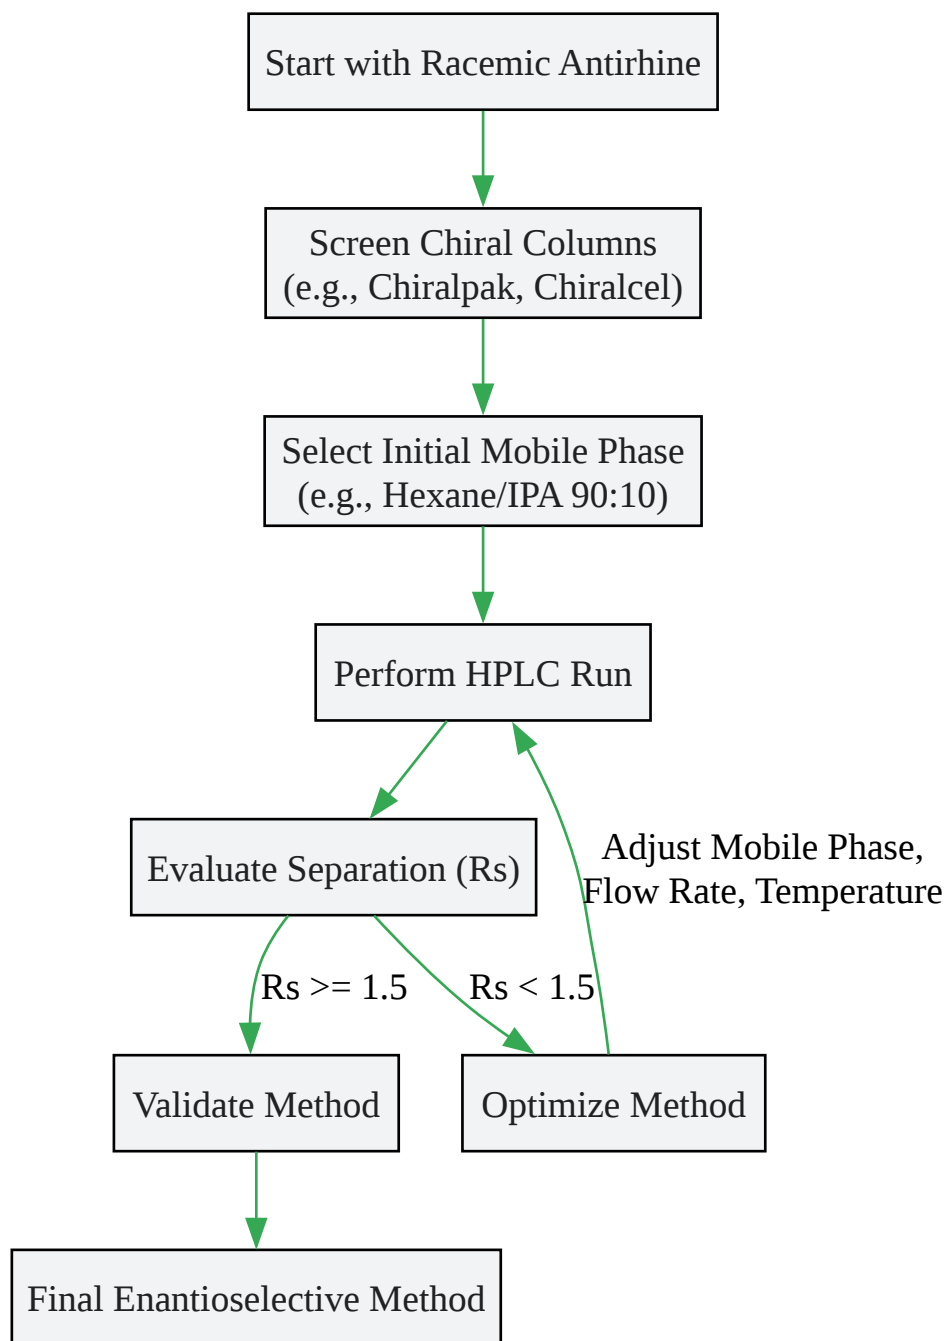 Start with Racemic Antirhine
Screen Chiral Columns
(e.g., Chiralpak, Chiralcel)
Select Initial Mobile Phase
(e.g., Hexane/IPA 90:10)
Perform HPLC Run
Evaluate Separation (Rs)
Adjust Mobile Phase,
Flow Rate, Temperature
Rs >= 1.5
Rs < 1.5
Validate Method
Optimize Method
Final Enantioselective Method